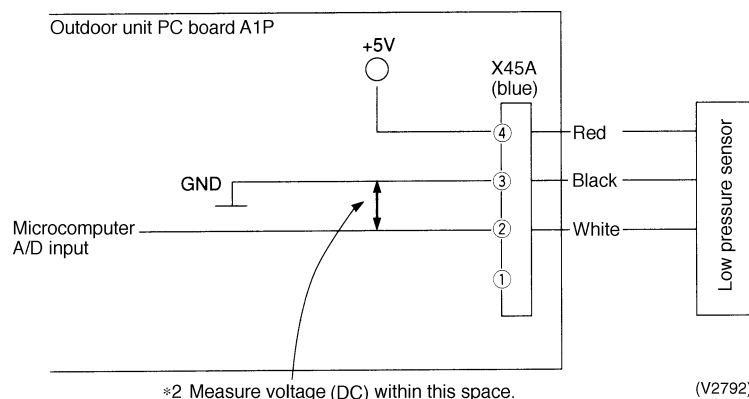 Outdoor unit PC board A1P
+5V
X45A
(blue)
④
Red
GND
③
Black
Microcomputer
A/D input
②
White
①
Low pressure sensor
*2 Measure voltage (DC) within this space.
(V2792)